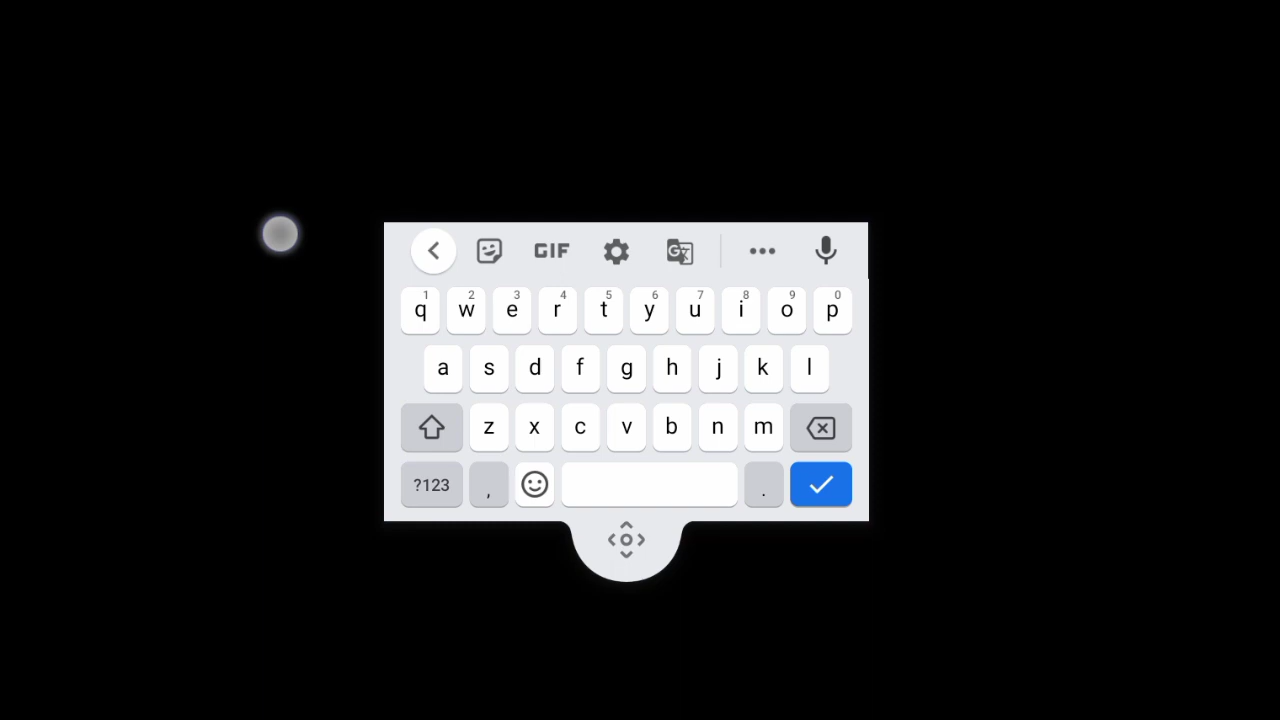 GIF G
1 2 3 4 5 6 7 8 9 0
q w e r t y u i o p
a s d f g h j k l
z x c v b n m
?123 , .